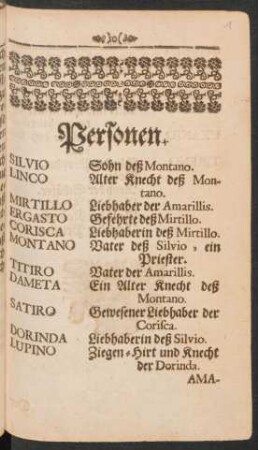 Personen.
SILVIO Sohn deß Montano.
LINCO Alter Knecht deß Mon-
tano.
MIRTILLO Liebhaber der Amarillis.
ERGASTO Gefehrte deß Mirtillo.
CORISCA Liebhaberin deß Mirtillo.
MONTANO Vater deß Silvio, ein
Priester.
TITIRO Vater der Amarillis.
DAMETA Ein Alter Knecht deß
Montano.
SATIRO Gewesener Liebhaber der
Corisca.
DORINDA Liebhaberin deß Silvio.
LUPINO Ziegen-Hirt und Knecht
der Dorinda.
AMA-